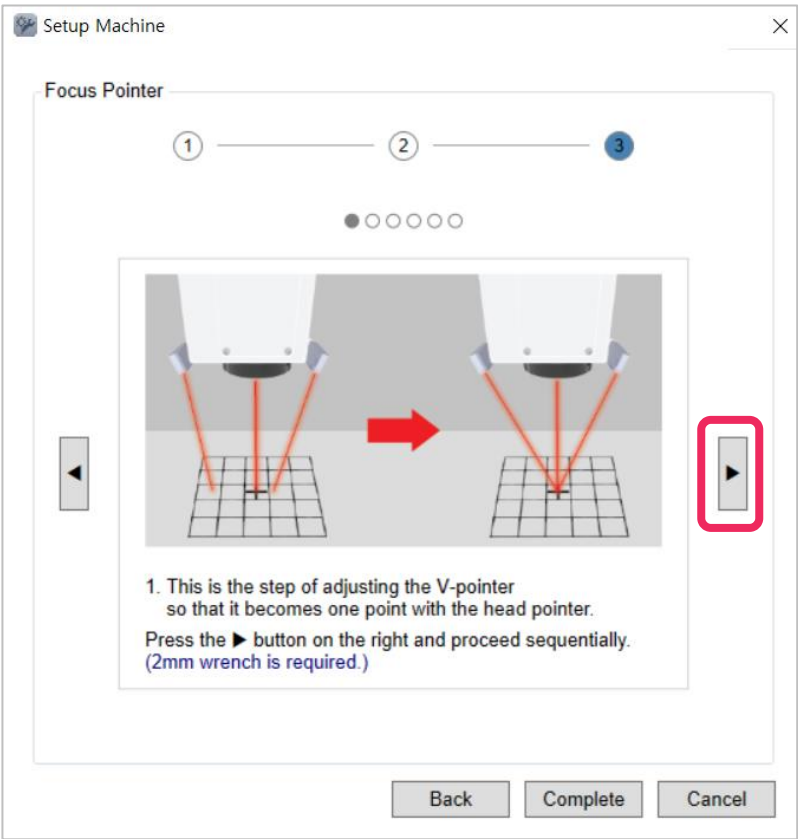 Setup Machine
Focus Pointer
1 2 3
1. This is the step of adjusting the V-pointer
so that it becomes one point with the head pointer.
Press the ▶ button on the right and proceed sequentially.
(2mm wrench is required.)
Back Complete Cancel